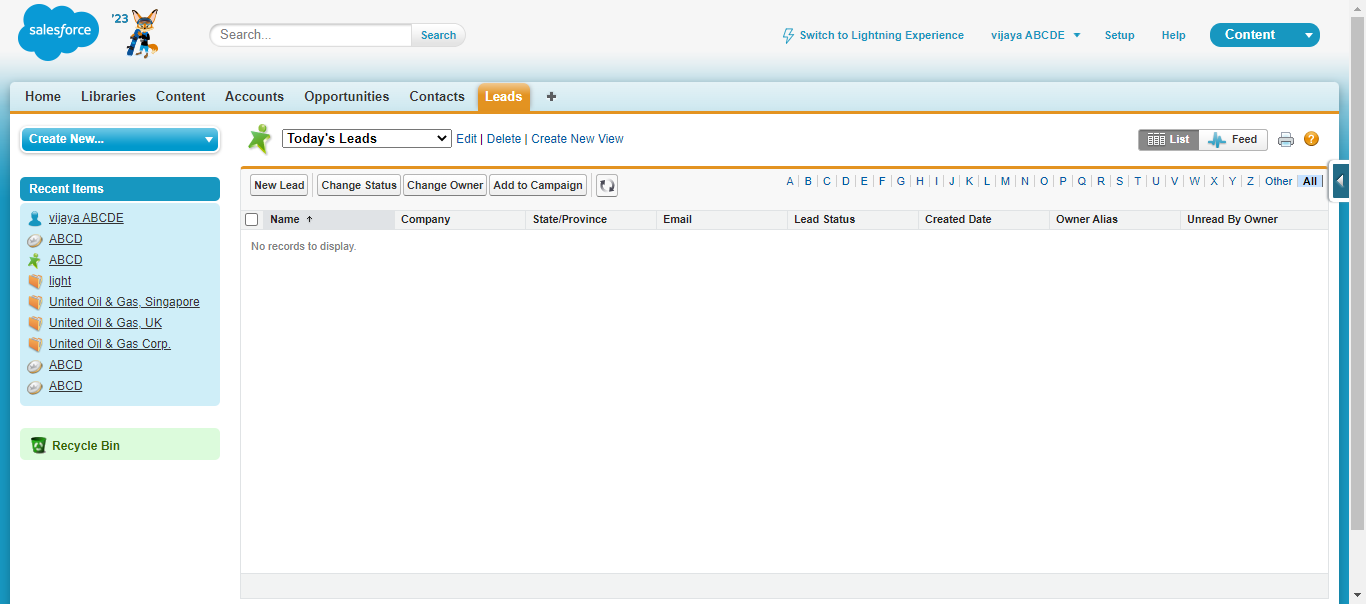 salesforce
'23
Search...
Search
Switch to Lightning Experience
vijaya ABCDE
Setup
Help
Content
Home
Libraries
Content
Accounts
Opportunities
Contacts
Leads
+
Create New...
Recent Items
vijaya ABCDE
ABCD
ABCD
light
United Oil & Gas, Singapore
United Oil & Gas, UK
United Oil & Gas Corp.
ABCD
ABCD
Recycle Bin
Today's Leads
Edit | Delete | Create New View
List
Feed
?
New Lead
Change Status
Change Owner
Add to Campaign
A | B | C | D | E | F | G | H | I | J | K | L | M | N | O | P | Q | R | S | T | U | V | W | X | Y | Z | Other | All |
Name ↑
Company
State/Province
Email
Lead Status
Created Date
Owner Alias
Unread By Owner
No records to display.